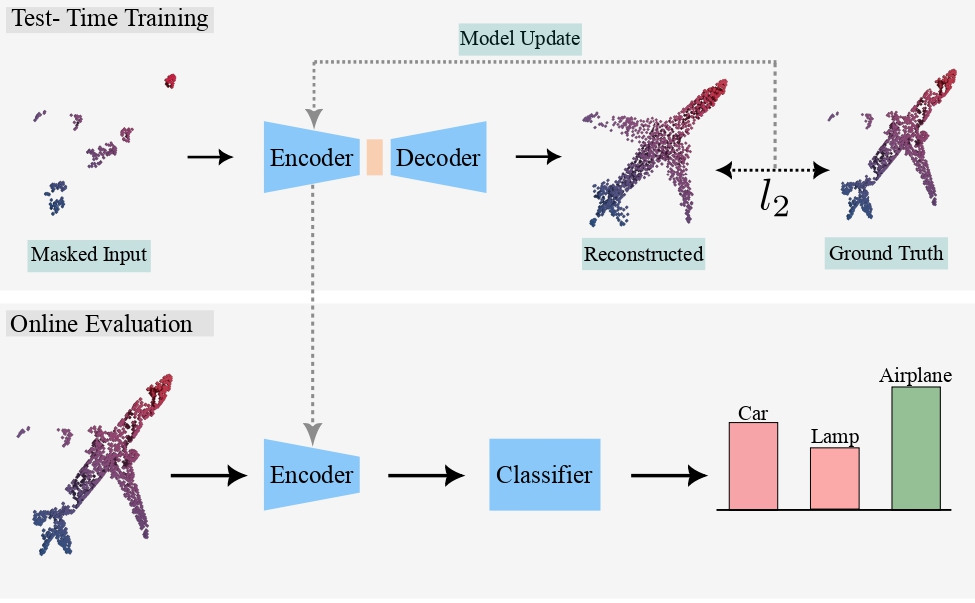 Test- Time Training
Model Update
Encoder
Decoder
l2
Masked Input
Reconstructed
Ground Truth
Online Evaluation
Encoder
Classifier
Car
Lamp
Airplane